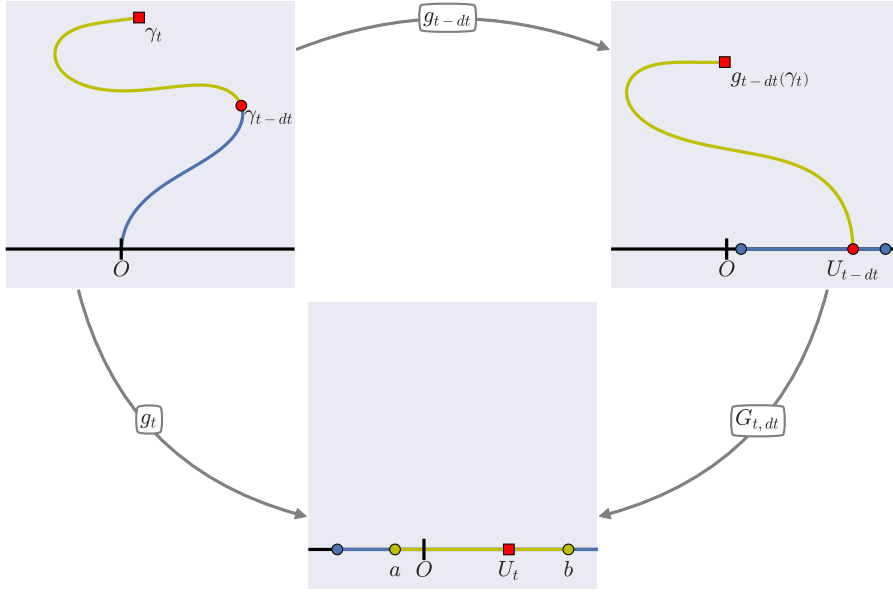 g_{t−dt}
γ_t
γ_{t−dt}
O
g_{t−dt}(γ_t)
O
U_{t−dt}
g_t
G_{t, dt}
a
O
U_t
b